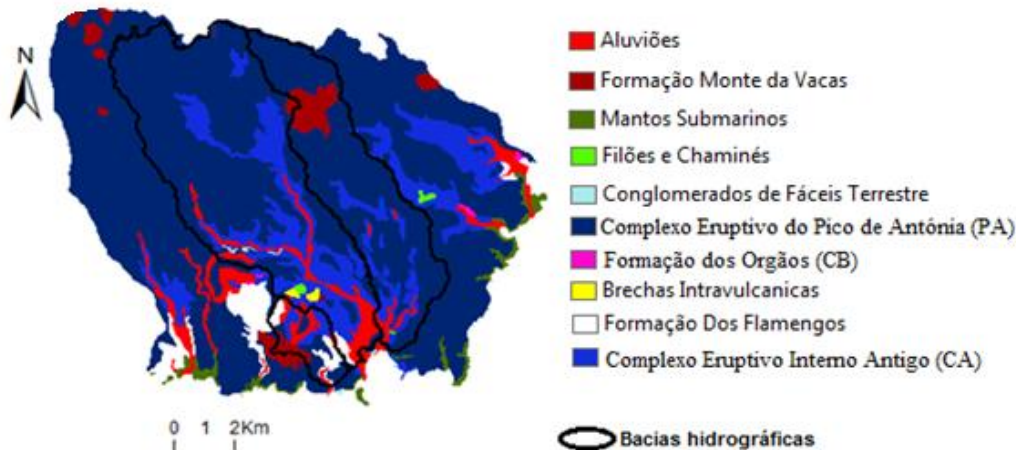 N
0 1 2Km
Aluviões
Formação Monte da Vacas
Mantos Submarinos
Filões e Chaminés
Conglomerados de Fáceis Terrestre
Complexo Eruptivo do Pico de Antónia (PA)
Formação dos Orgãos (CB)
Brechas Intravulcanicas
Formação Dos Flamengos
Complexo Eruptivo Interno Antigo (CA)
Bacias hidrográficas